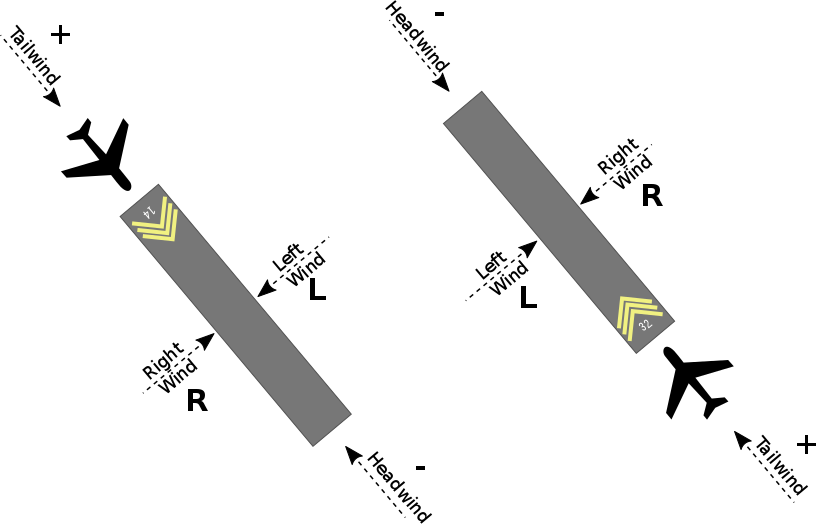 Tailwind
+
14
Left
Wind
L
Right
Wind
R
Headwind
-
Headwind
-
Right
Wind
R
Left
Wind
L
32
Tailwind
+